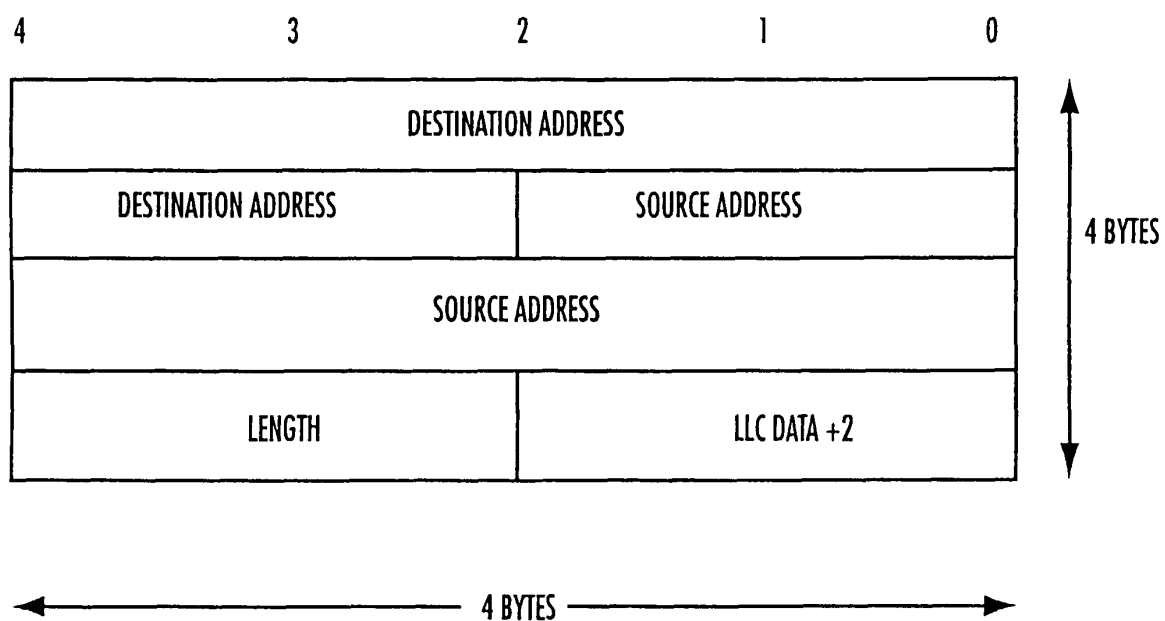 4 3 2 1 0
DESTINATION ADDRESS
DESTINATION ADDRESS SOURCE ADDRESS
4 BYTES
SOURCE ADDRESS
LENGTH LLC DATA +2
4 BYTES